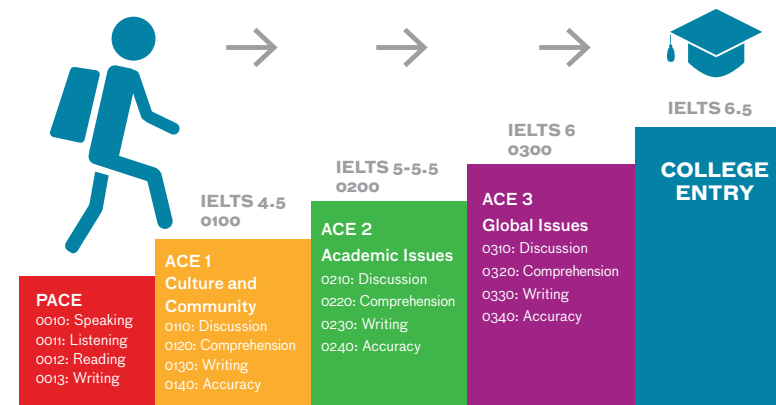 PACE
0010: Speaking
0011: Listening
0012: Reading
0013: Writing
IELTS 4.5
0100
ACE 1
Culture and
Community
0110: Discussion
0120: Comprehension
0130: Writing
0140: Accuracy
IELTS 5-5.5
0200
ACE 2
Academic Issues
0210: Discussion
0220: Comprehension
0230: Writing
0240: Accuracy
IELTS 6
0300
ACE 3
Global Issues
0310: Discussion
0320: Comprehension
0330: Writing
0340: Accuracy
IELTS 6.5
COLLEGE
ENTRY